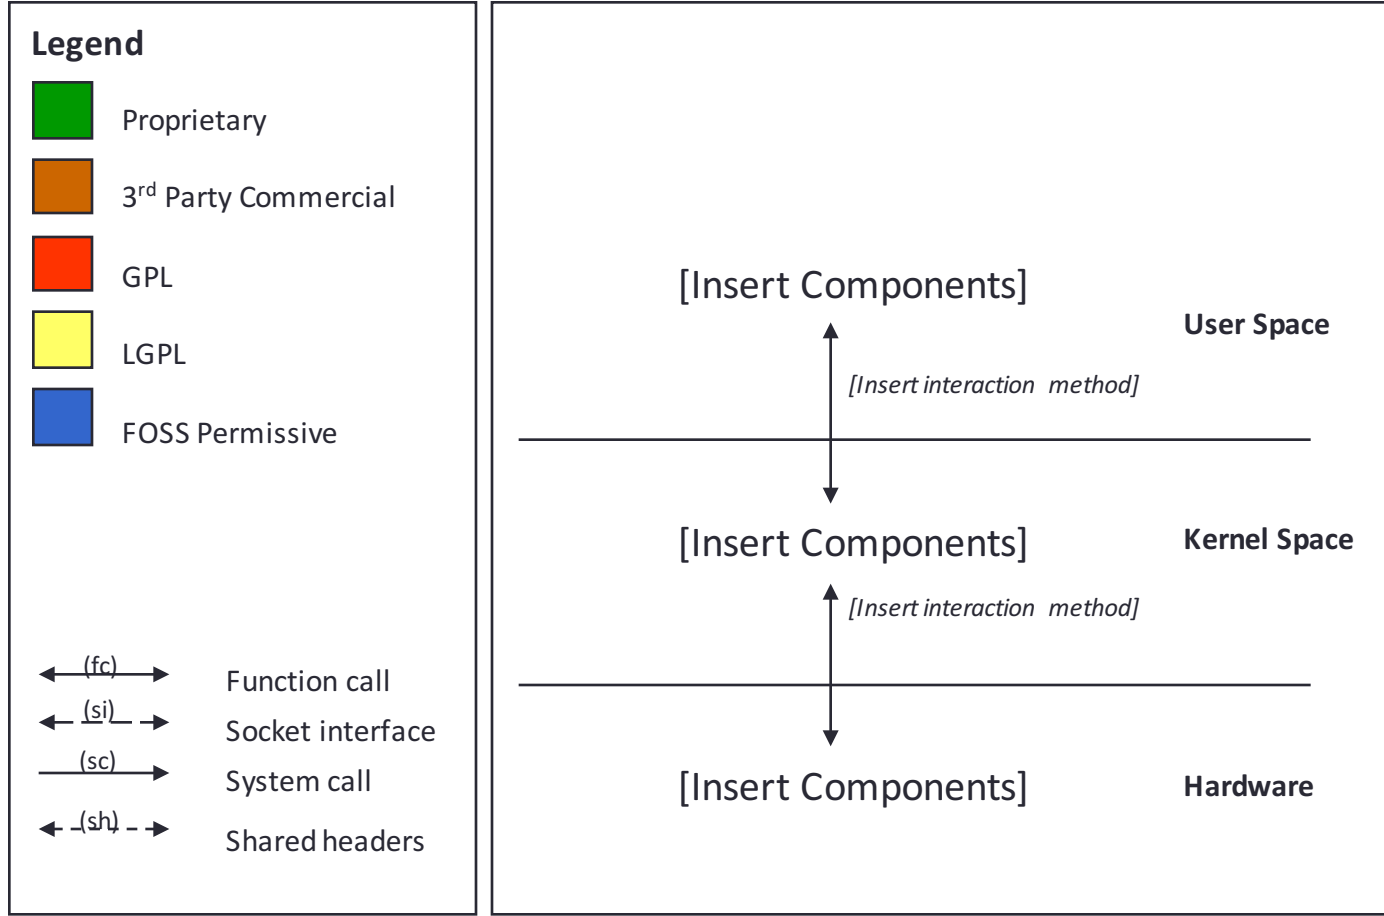 Legend
Proprietary
3rd Party Commercial
GPL
LGPL
FOSS Permissive
(fc)
Function call
(si)
Socket interface
(sc)
System call
(sh)
Shared headers
[Insert Components]
User Space
[Insert interaction method]
[Insert Components]
Kernel Space
[Insert interaction method]
[Insert Components]
Hardware